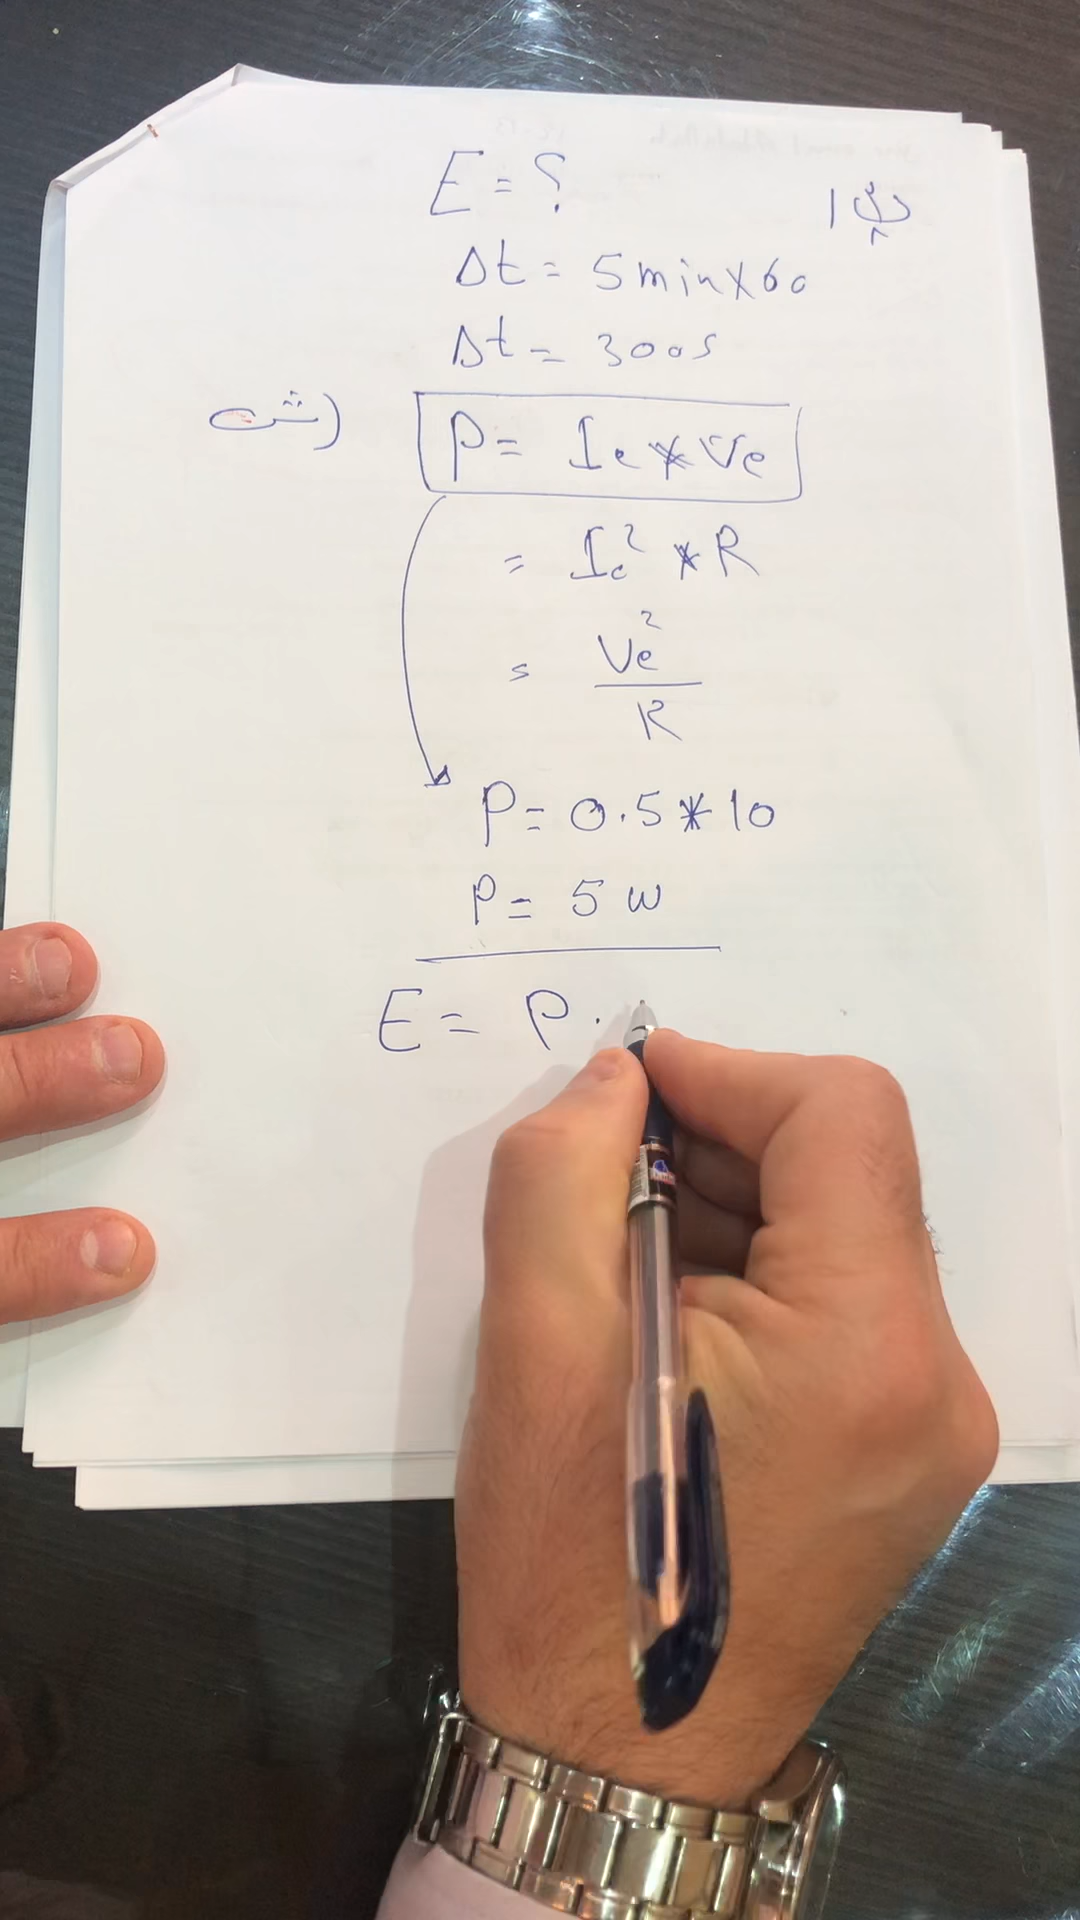 E = ?
Δt = 5min×60
Δt = 300s
P = Ie * Ve
= Ie² * R
= Ve² / R
P = 0.5 * 10
P = 5 w
E = P .